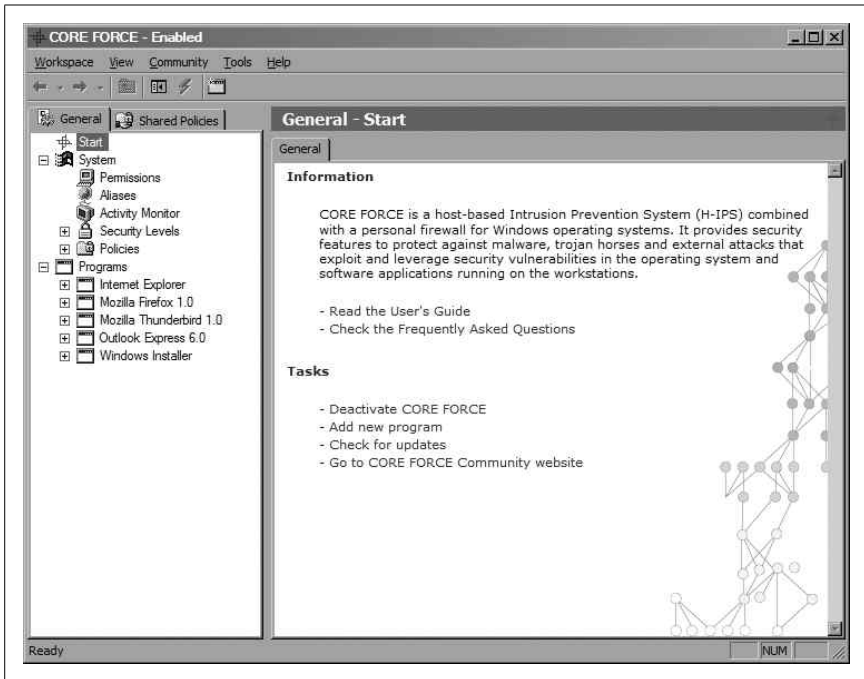 CORE FORCE - Enabled
Workspace View Community Tools Help
General Shared Policies
Start
System
Permissions
Aliases
Activity Monitor
Security Levels
Policies
Programs
Internet Explorer
Mozilla Firefox 1.0
Mozilla Thunderbird 1.0
Outlook Express 6.0
Windows Installer
General - Start
General
Information
CORE FORCE is a host-based Intrusion Prevention System (H-IPS) combined
with a personal firewall for Windows operating systems. It provides security
features to protect against malware, trojan horses and external attacks that
exploit and leverage security vulnerabilities in the operating system and
software applications running on the workstations.
- Read the User's Guide
- Check the Frequently Asked Questions
Tasks
- Deactivate CORE FORCE
- Add new program
- Check for updates
- Go to CORE FORCE Community website
Ready
NUM